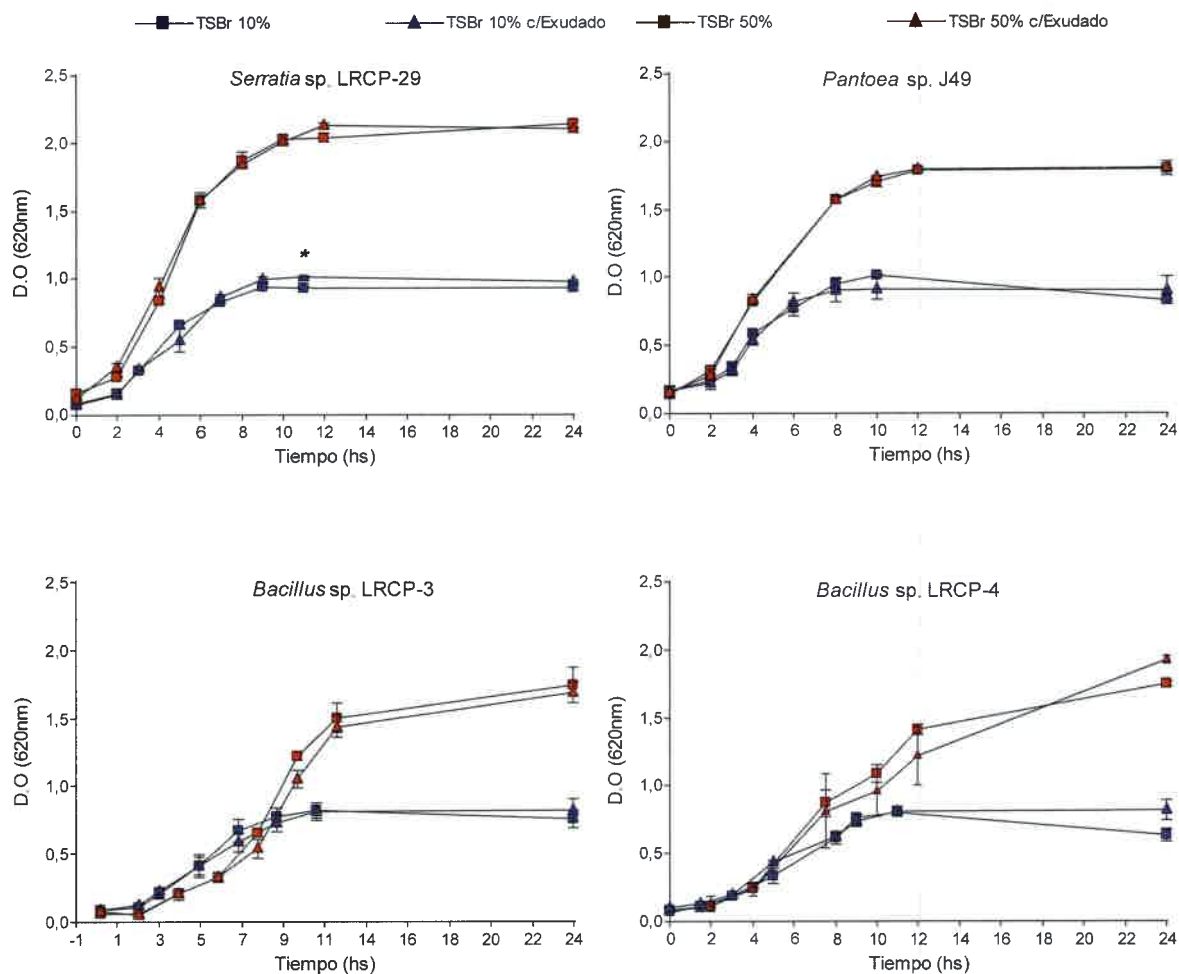 TSBr 10% TSBr 10% c/Exudado TSBr 50% TSBr 50% c/Exudado
Serratia sp. LRCP-29
D.O (620nm)
2,5
2,0
1,5
1,0
0,5
0,0
*
0 2 4 6 8 10 12 14 16 18 20 22 24
Tiempo (hs)
Pantoea sp. J49
D.O (620nm)
2,5
2,0
1,5
1,0
0,5
0,0
0 2 4 6 8 10 12 14 16 18 20 22 24
Tiempo (hs)
Bacillus sp. LRCP-3
D.O (620nm)
2,5
2,0
1,5
1,0
0,5
0,0
-1 1 3 5 7 9 11 14 16 18 20 22 24
Tiempo (hs)
Bacillus sp. LRCP-4
D.O (620nm)
2,5
2,0
1,5
1,0
0,5
0,0
0 2 4 6 8 10 12 14 16 18 20 22 24
Tiempo (hs)